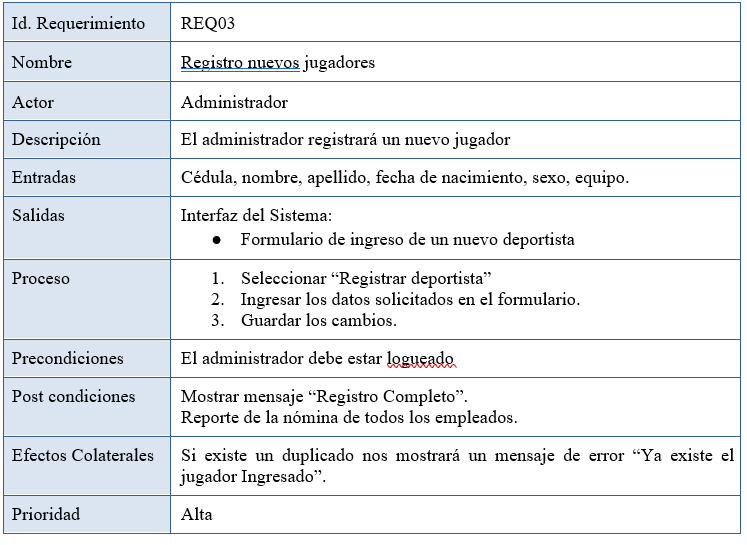 Id. Requerimiento REQ03
Nombre Registro nuevos jugadores
Actor Administrador
Descripción El administrador registrará un nuevo jugador
Entradas Cédula, nombre, apellido, fecha de nacimiento, sexo, equipo.
Salidas Interfaz del Sistema:
● Formulario de ingreso de un nuevo deportista
Proceso 1. Seleccionar “Registrar deportista”
2. Ingresar los datos solicitados en el formulario.
3. Guardar los cambios.
Precondiciones El administrador debe estar logueado
Post condiciones Mostrar mensaje “Registro Completo”.
Reporte de la nómina de todos los empleados.
Efectos Colaterales Si existe un duplicado nos mostrará un mensaje de error “Ya existe el
jugador Ingresado”.
Prioridad Alta